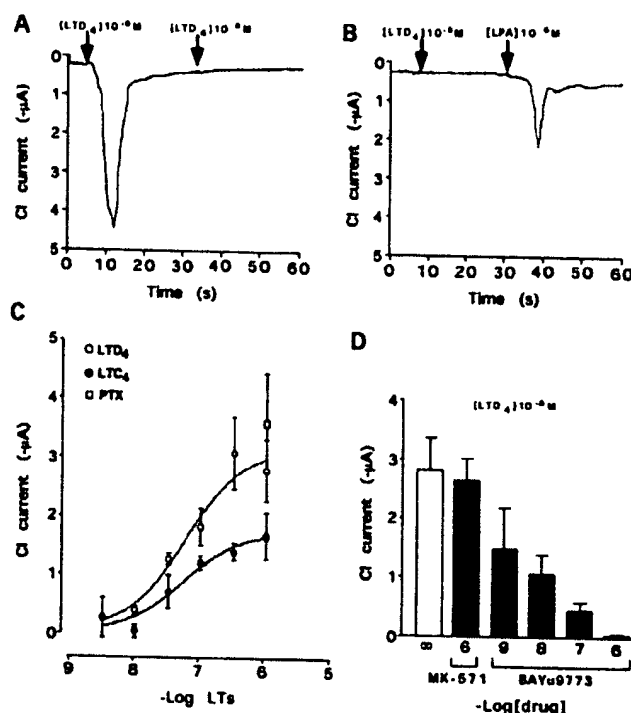 A
[LTD4]10-6M [LTD4]10-6M
Cl current (-µA)
0
1
2
3
4
5
0 10 20 30 40 50 60
Time (s)
B
[LTD4]10-6M [LPA]10-6M
Cl current (-µA)
0
1
2
3
4
5
0 10 20 30 40 50 60
Time (s)
C
LTD4
LTC4
PTX
Cl current (-µA)
5
4
3
2
1
0
9 8 7 6 5
-Log LTs
D
[LTD4]10-6M
Cl current (-µA)
4
3
2
1
0
∞ 6 9 8 7 6
MK-571 BAYu9773
-Log[drug]